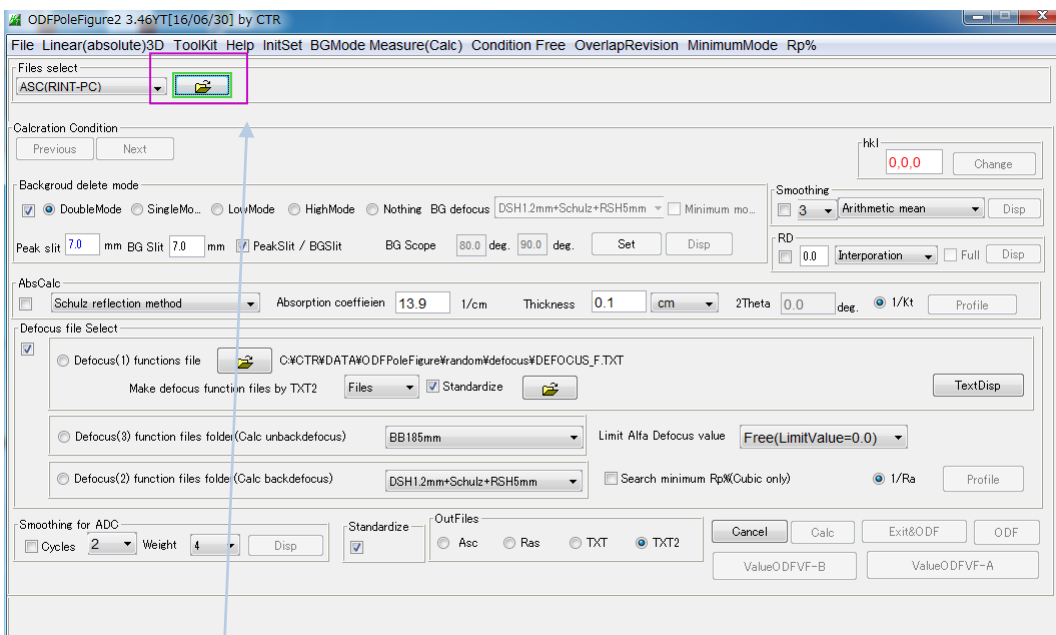 ODFPoleFigure2 3.46YT[16/06/30] by CTR
File Linear(absolute)3D ToolKit Help InitSet BGMode Measure(Calc) Condition Free OverlapRevision MinimumMode Rp%
Files select
ASC(RINT-PC)
Calcration Condition
Previous Next
hkl
0,0,0 Change
Backgroud delete mode
DoubleMode SingleMo... LowMode HighMode Nothing BG defocus DSH1.2mm+Schulz+RSH5mm Minimum mo...
Peak slit 7.0 mm BG Slit 7.0 mm PeakSlit / BGSlit BG Scope 80.0 deg. 90.0 deg. Set Disp
Smoothing
3 Arithmetic mean Disp
RD
0.0 Interporation Full Disp
AbsCalc
Schulz reflection method Absorption coeffieien 13.9 1/cm Thickness 0.1 cm 2Theta 0.0 deg. 1/Kt Profile
Defocus file Select
Defocus(1) functions file C:¥CTR¥DATA¥ODFPoleFigure¥random¥defocus¥DEFOCUS_F.TXT
Make defocus function files by TXT2 Files Standardize TextDisp
Defocus(3) function files folder(Calc unbackdefocus) BB185mm Limit Alfa Defocus value Free(LimitValue=0.0)
Defocus(2) function files folder(Calc backdefocus) DSH1.2mm+Schulz+RSH5mm Search minimum Rp%(Cubic only) 1/Ra Profile
Smoothing for ADC
Cycles 2 Weight 4 Disp
Standardize
OutFiles
Asc Ras TXT TXT2
Cancel Calc Exit&ODF ODF
ValueODFVF-B ValueODFVF-A